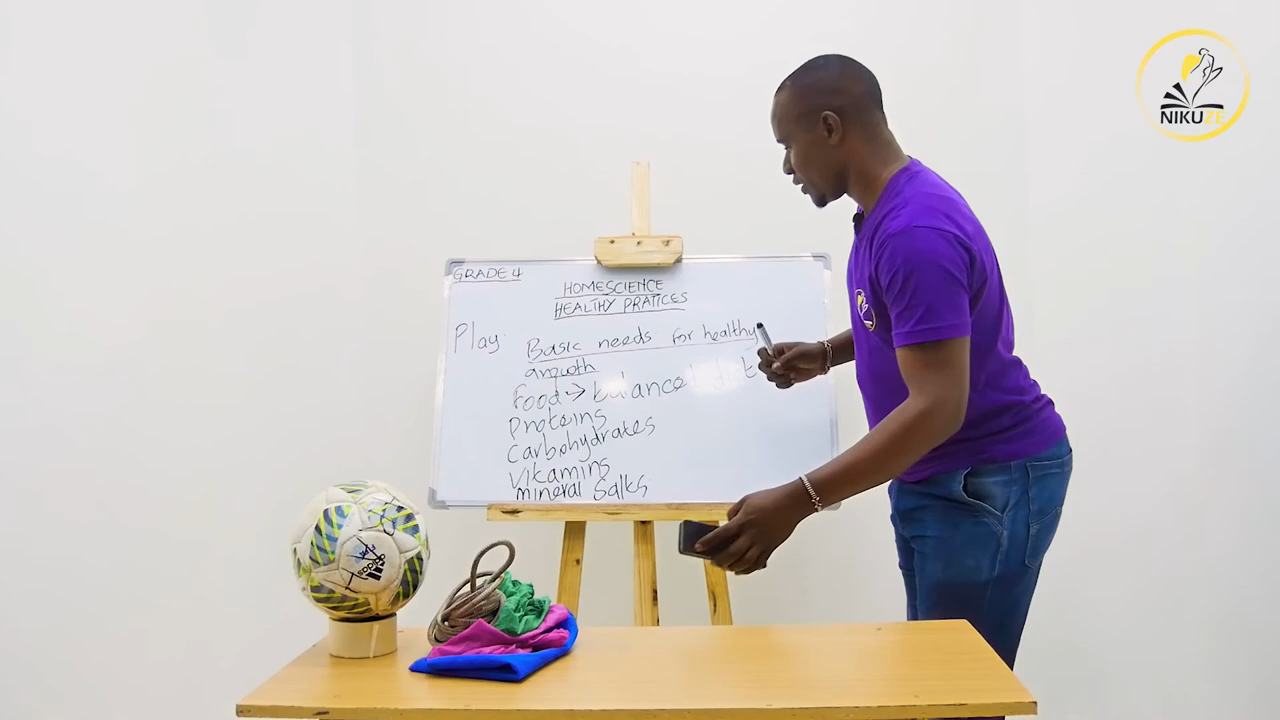 NIKUZE
GRADE 4
HOMESCIENCE
HEALTHY PRATICES
Play:
Basic needs for healthy
growth
Food → balanced diet
Proteins
Carbohydrates
Vitamins
mineral Salts
adidas